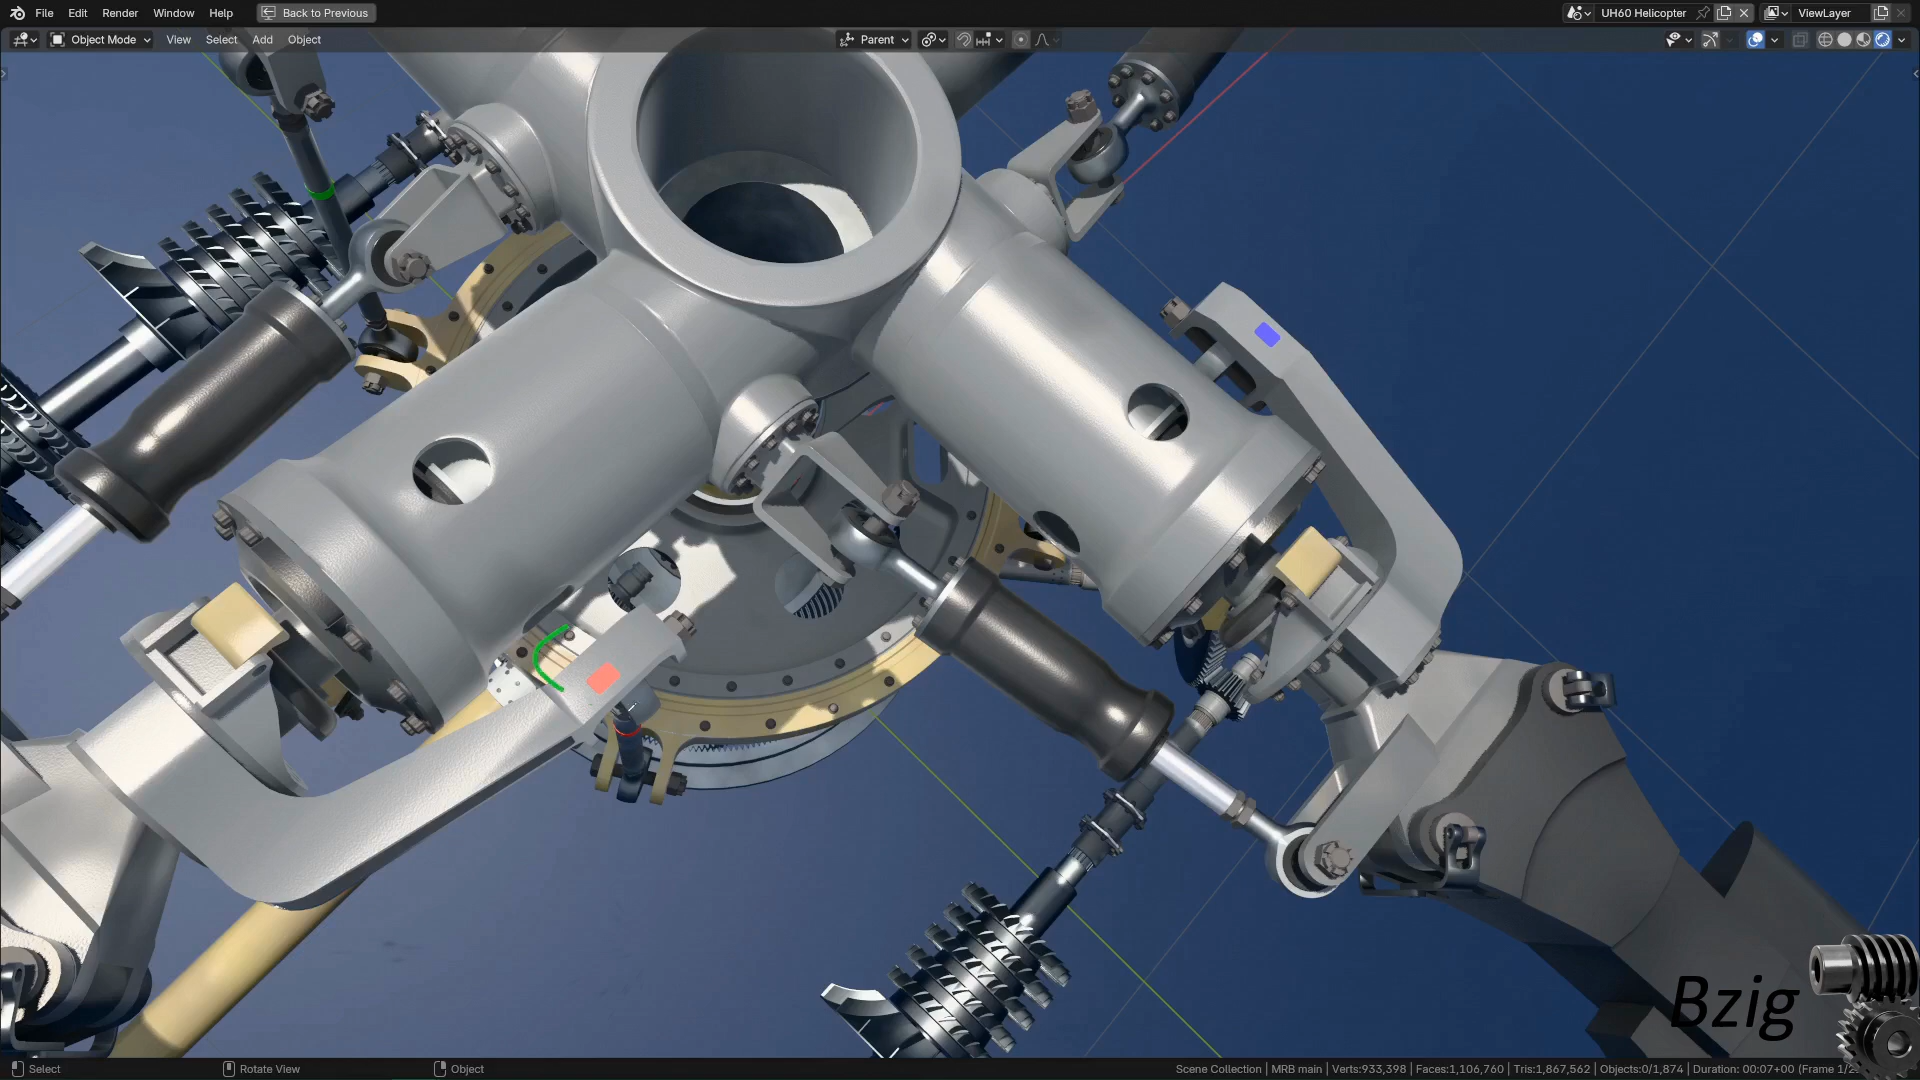 File Edit Render Window Help Back to Previous UH60 Helicopter ViewLayer
Object Mode View Select Add Object Parent
Bzig
Select Rotate View Object Scene Collection | MRB main | Verts:933,398 | Faces:1,106,760 | Tris:1,867,562 | Objects:0/1,874 | Duration: 00:07+00 (Frame 1/